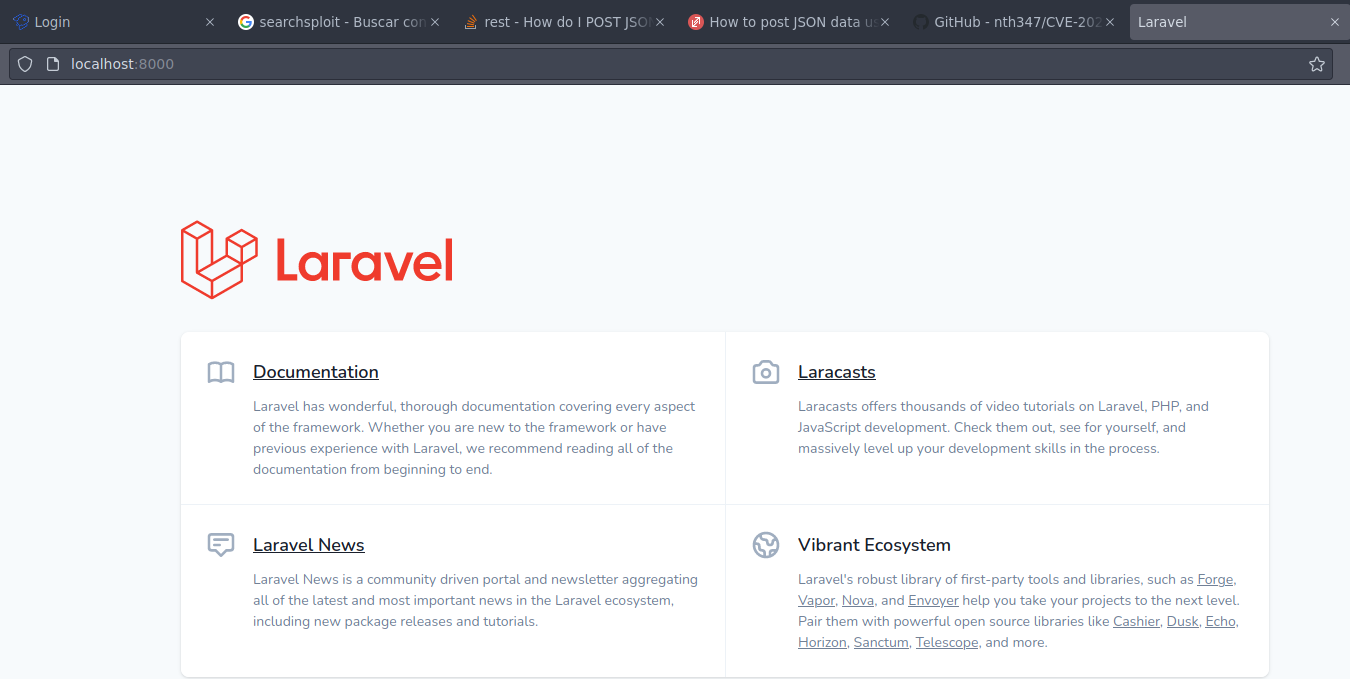 Login
searchsploit - Buscar con
rest - How do I POST JSO
How to post JSON data us
GitHub - nth347/CVE-202
Laravel
localhost:8000
Laravel
Documentation
Laravel has wonderful, thorough documentation covering every aspect
of the framework. Whether you are new to the framework or have
previous experience with Laravel, we recommend reading all of the
documentation from beginning to end.
Laracasts
Laracasts offers thousands of video tutorials on Laravel, PHP, and
JavaScript development. Check them out, see for yourself, and
massively level up your development skills in the process.
Laravel News
Laravel News is a community driven portal and newsletter aggregating
all of the latest and most important news in the Laravel ecosystem,
including new package releases and tutorials.
Vibrant Ecosystem
Laravel's robust library of first-party tools and libraries, such as Forge,
Vapor, Nova, and Envoyer help you take your projects to the next level.
Pair them with powerful open source libraries like Cashier, Dusk, Echo,
Horizon, Sanctum, Telescope, and more.